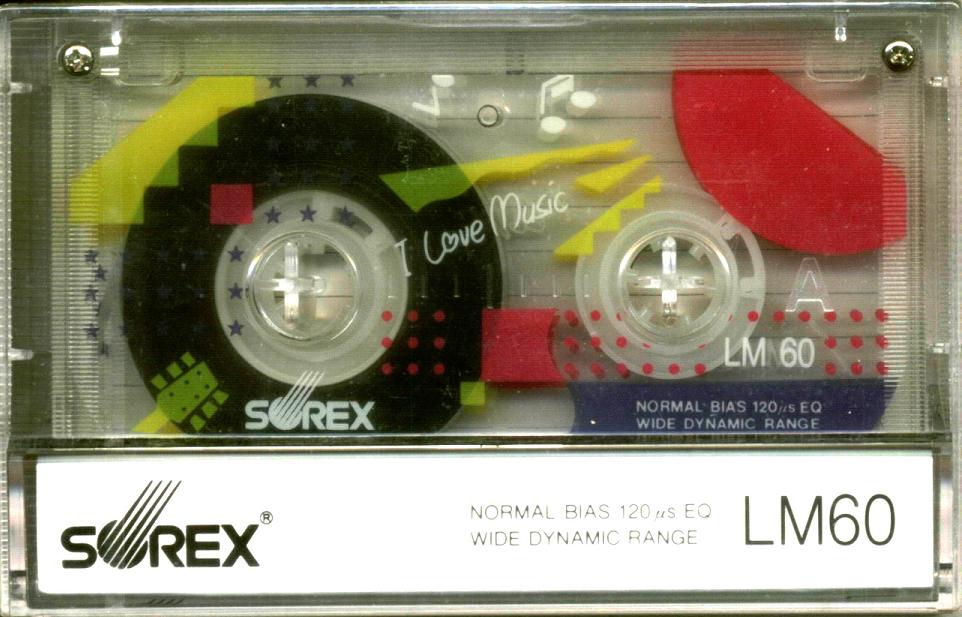 I Love Music
A
LM 60
SOREX
NORMAL BIAS 120μs EQ
WIDE DYNAMIC RANGE
SOREX®
NORMAL BIAS 120μs EQ
WIDE DYNAMIC RANGE
LM60